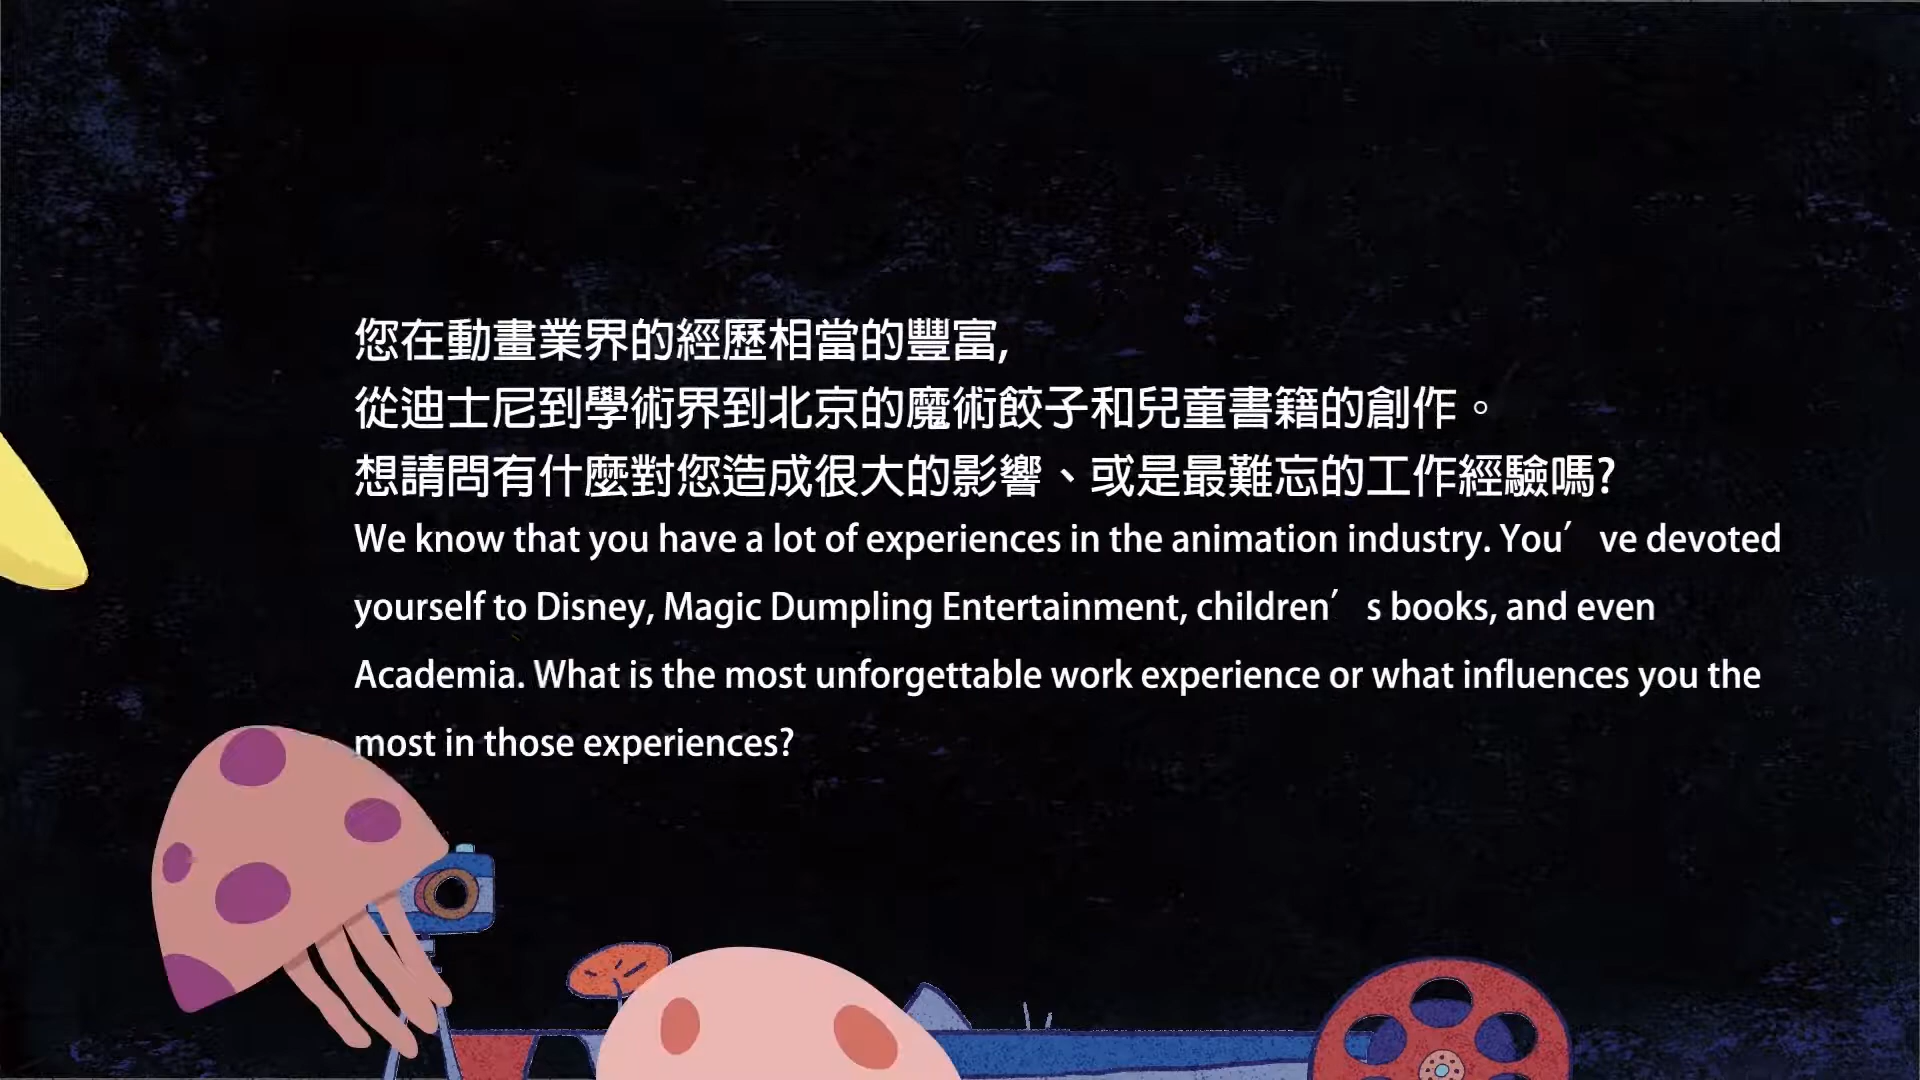 您在動畫業界的經歷相當的豐富,
從迪士尼到學術界到北京的魔術餃子和兒童書籍的創作。
想請問有什麼對您造成很大的影響、或是最難忘的工作經驗嗎?
We know that you have a lot of experiences in the animation industry. You′ve devoted
yourself to Disney, Magic Dumpling Entertainment, children′s books, and even
Academia. What is the most unforgettable work experience or what influences you the
most in those experiences?